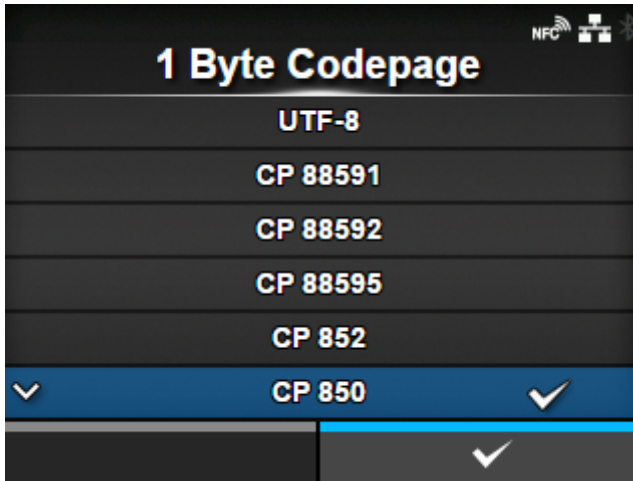 NFC
1 Byte Codepage
UTF-8
CP 88591
CP 88592
CP 88595
CP 852
CP 850